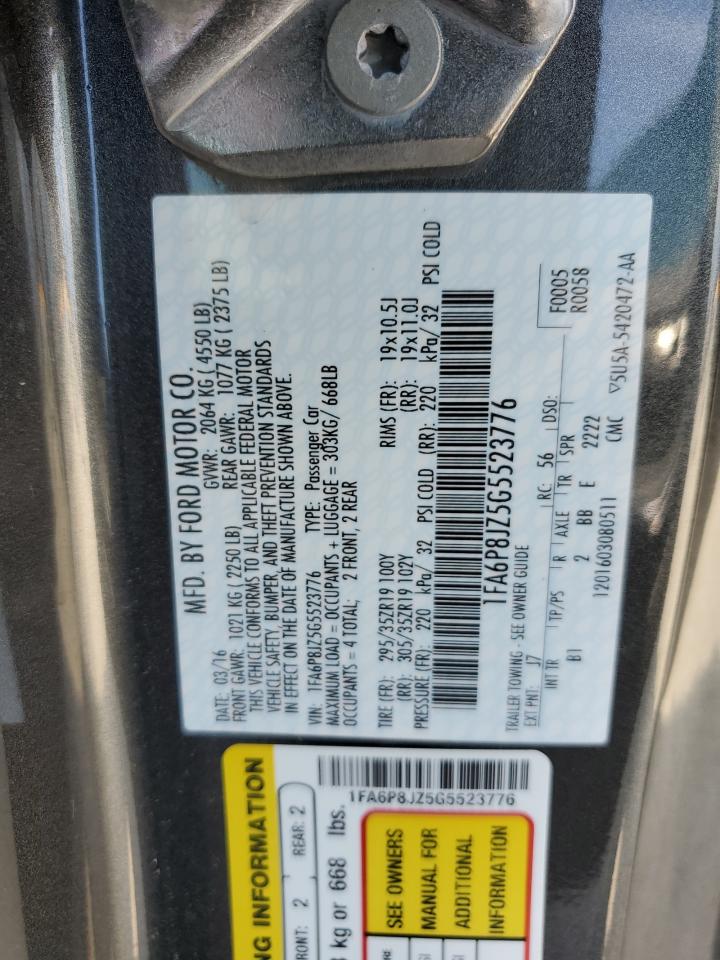 MFD. BY FORD MOTOR CO.
DATE: 03/16 GVWR: 2064 KG ( 4550 LB)
FRONT GAWR: 1021 KG ( 2250 LB) REAR GAWR: 1077 KG ( 2375 LB)
THIS VEHICLE CONFORMS TO ALL APPLICABLE FEDERAL MOTOR
VEHICLE SAFETY, BUMPER, AND THEFT PREVENTION STANDARDS
IN EFFECT ON THE DATE OF MANUFACTURE SHOWN ABOVE.
VIN: 1FA6P8JZ5G5523776 TYPE: Passenger Car
MAXIMUM LOAD = OCCUPANTS + LUGGAGE = 303KG/ 668LB
OCCUPANTS = 4 TOTAL; 2 FRONT, 2 REAR
TIRE (FR): 295/35ZR19 100Y RIMS (FR): 19x10.5J
(RR): 305/35ZR19 102Y (RR): 19x11.0J
PRESSURE (FR): 220 kPa/ 32 PSI COLD (RR): 220 kPa/ 32 PSI COLD
1FA6P8JZ5G5523776
TRAILER TOWING - SEE OWNER GUIDE
EXT PNT: J7 RC: 56 DSO: F0005
R0058
INT TR TP/PS R AXLE TR SPR
B1 2 BB E 2222
1201603080511 CMC ▽5U5A-5420472-AA
NG INFORMATION
FRONT: 2 REAR: 2
kg or 668 lbs.
1FA6P8JZ5G5523776
SEE OWNERS
MANUAL FOR
ADDITIONAL
INFORMATION